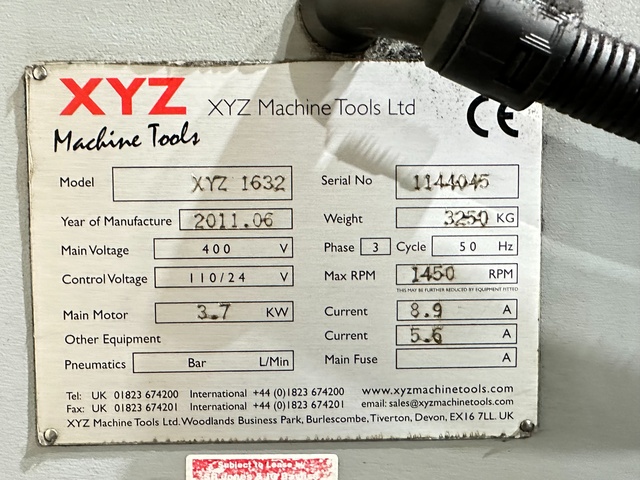 XYZ XYZ Machine Tools Ltd CE
Machine Tools
Model XYZ 1632 Serial No 1144045
Year of Manufacture 2011.06 Weight 3250 KG
Main Voltage 400 V Phase 3 Cycle 50 Hz
Control Voltage 110/24 V Max RPM 1450 RPM
THIS MAY BE FURTHER REDUCED BY EQUIPMENT FITTED
Main Motor 3.7 KW Current 8.9 A
Other Equipment Current 5.6 A
Pneumatics Bar L/Min Main Fuse A
Tel: UK 01823 674200 International +44 (0)1823 674200 www.xyzmachinetools.com
Fax: UK 01823 674201 International +44 (0)1823 674201 email: sales@xyzmachinetools.com
XYZ Machine Tools Ltd. Woodlands Business Park, Burlescombe, Tiverton, Devon, EX16 7LL. UK
Subject to Lease